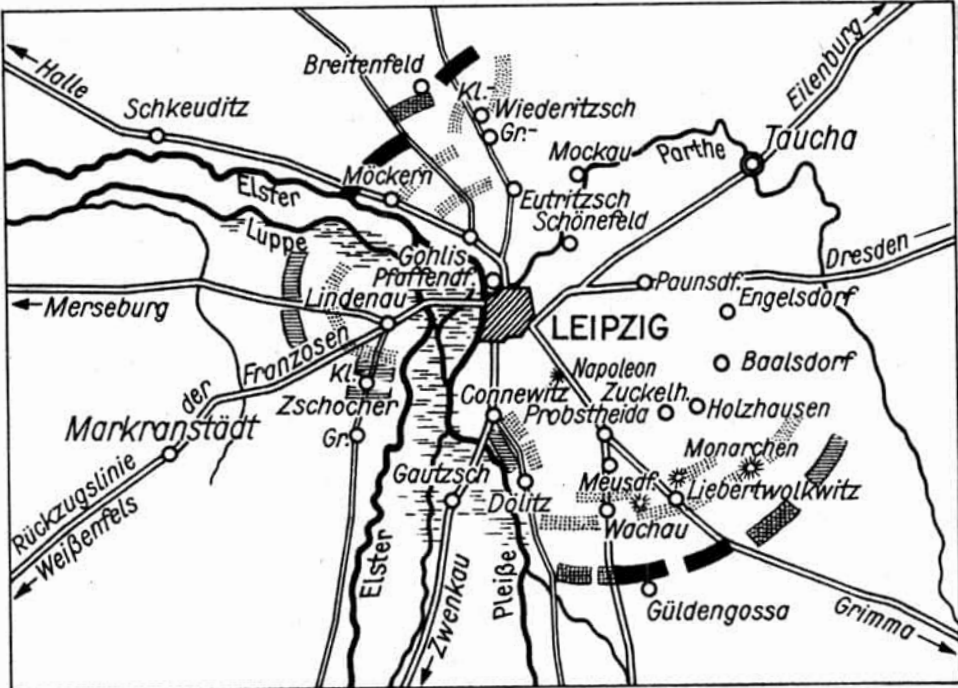 Halle
Schkeuditz
Breitenfeld
Kl.-
Wiederitzsch
Gr.-
Mockau
Parthe
Eilenburg
Taucha
Möckern
Elster
Luppe
Eutritzsch
Schönefeld
Gohlis
Pfaffendf.
Dresden
Merseburg
Lindenau
LEIPZIG
Paunsdf.
Engelsdorf
Napoleon
Baalsdorf
Zuckelh.
Holzhausen
Connewitz
Probstheida
Rückzugslinie der Franzosen
Kl.
Zschocher
Gr.
Markranstädt
Weißenfels
Gautzsch
Dölitz
Meusdf.
Monarchen
Liebertwolkwitz
Wachau
Elster
Zwenkau
Pleiße
Güldengossa
Grimma